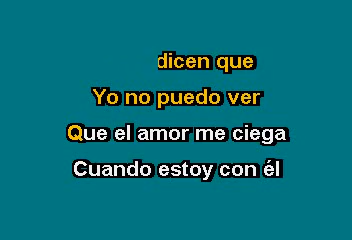 dicen que
Yo no puedo ver
Que el amor me ciega
Cuando estoy con él